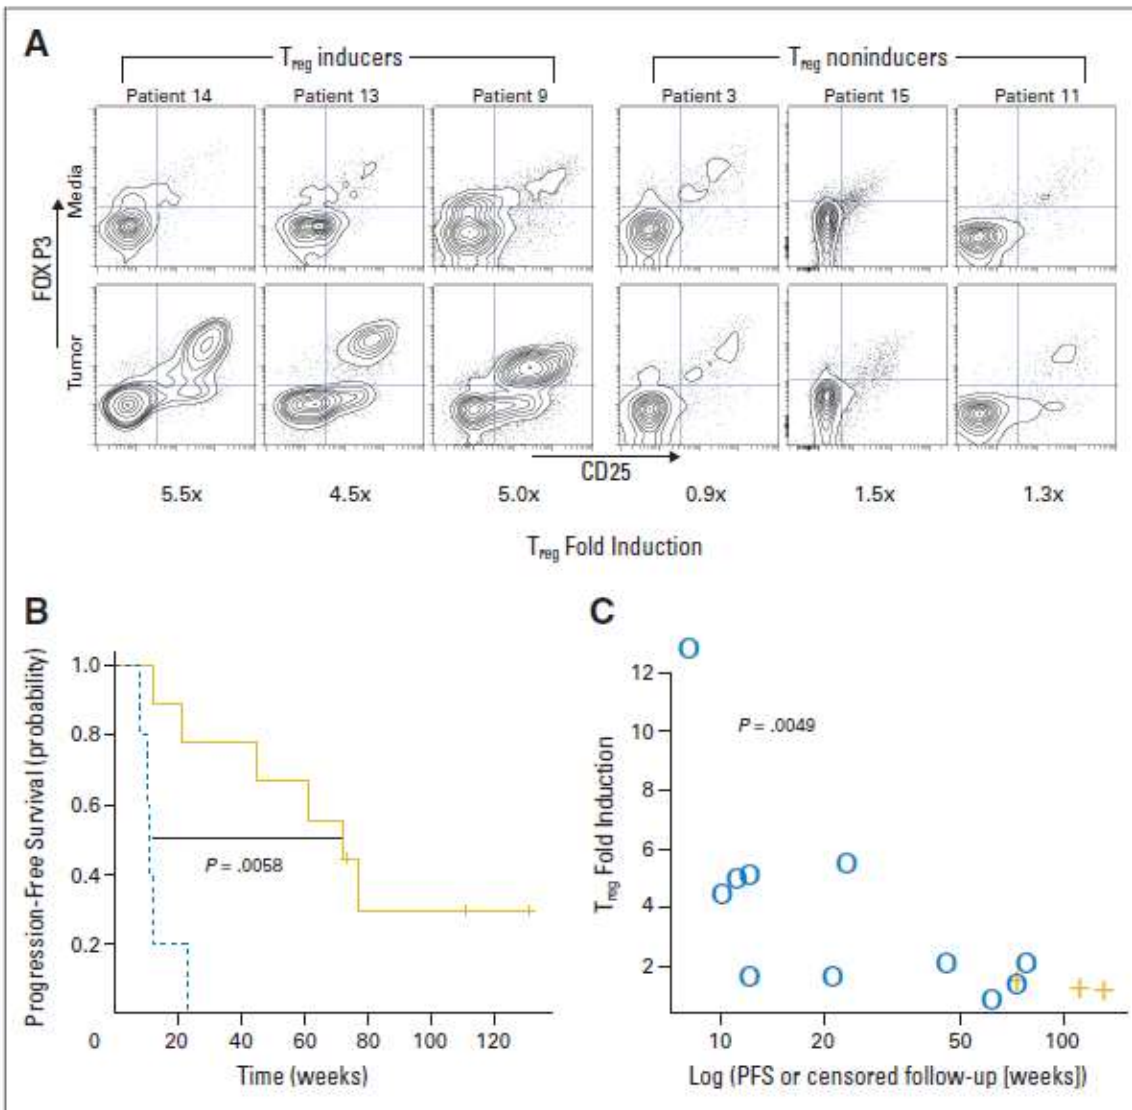 A
Treg inducers
Treg noninducers
Patient 14
Patient 13
Patient 9
Patient 3
Patient 15
Patient 11
Media
FOX P3
Tumor
CD25
5.5x
4.5x
5.0x
0.9x
1.5x
1.3x
Treg Fold Induction
B
Progression-Free Survival (probability)
1.0
0.8
0.6
0.4
0.2
P = .0058
0
20
40
60
80
100
120
Time (weeks)
C
Treg Fold Induction
12
10
8
6
4
2
P = .0049
10
20
50
100
Log (PFS or censored follow-up [weeks])